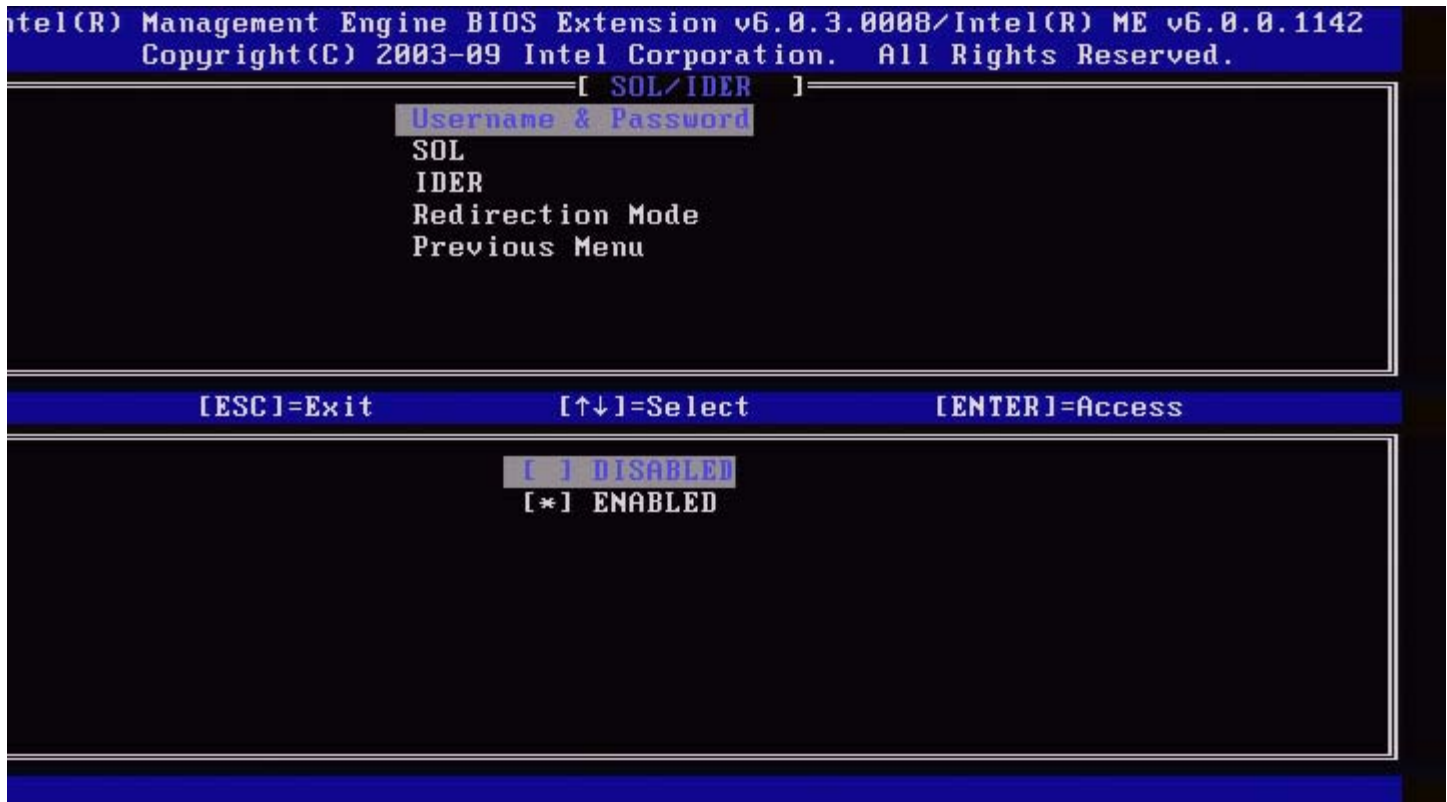 ntel(R) Management Engine BIOS Extension v6.0.3.0008/Intel(R) ME v6.0.0.1142
Copyright(C) 2003-09 Intel Corporation. All Rights Reserved.
[ SOL/IDER ]
Username & Password
SOL
IDER
Redirection Mode
Previous Menu
[ESC]=Exit [↑↓]=Select [ENTER]=Access
[ ] DISABLED
[*] ENABLED